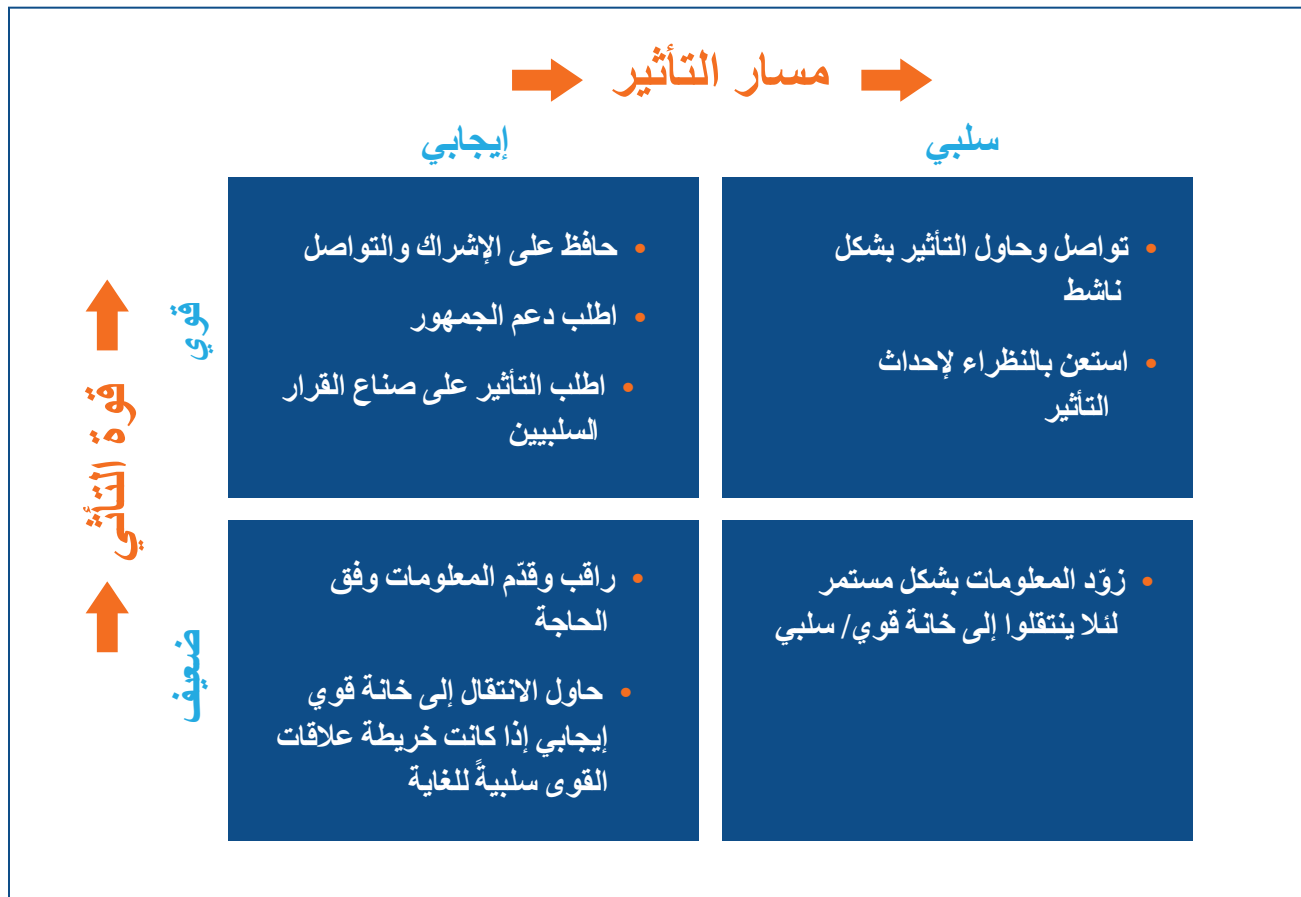 مسار التأثير
سلبي
إيجابي
تواصل وحاول التأثير بشكل
ناشط
استعن بالنظراء لإحداث
التأثير
حافظ على الإشراك والتواصل
اطلب دعم الجمهور
اطلب التأثير على صناع القرار
السلبيين
قوي
قوة التأثي
زوّد المعلومات بشكل مستمر
لئلا ينتقلوا إلى خانة قوي/ سلبي
راقب وقدّم المعلومات وفق
الحاجة
حاول الانتقال إلى خانة قوي
إيجابي إذا كانت خريطة علاقات
القوى سلبيةً للغاية
ضعيف